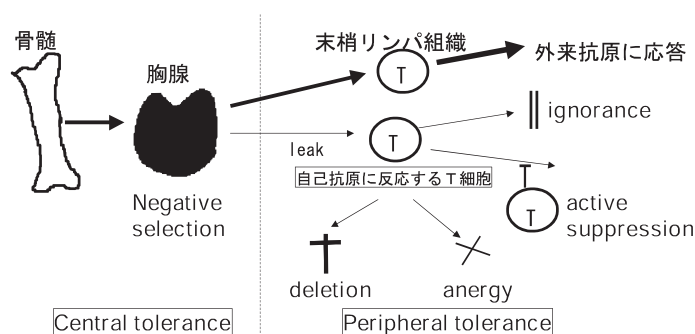 骨髄
胸腺
Negative
selection
Central tolerance
末梢リンパ組織
T
外来抗原に応答
leak
T
自己抗原に反応するT細胞
ignorance
T
T
active
suppression
deletion
anergy
Peripheral tolerance